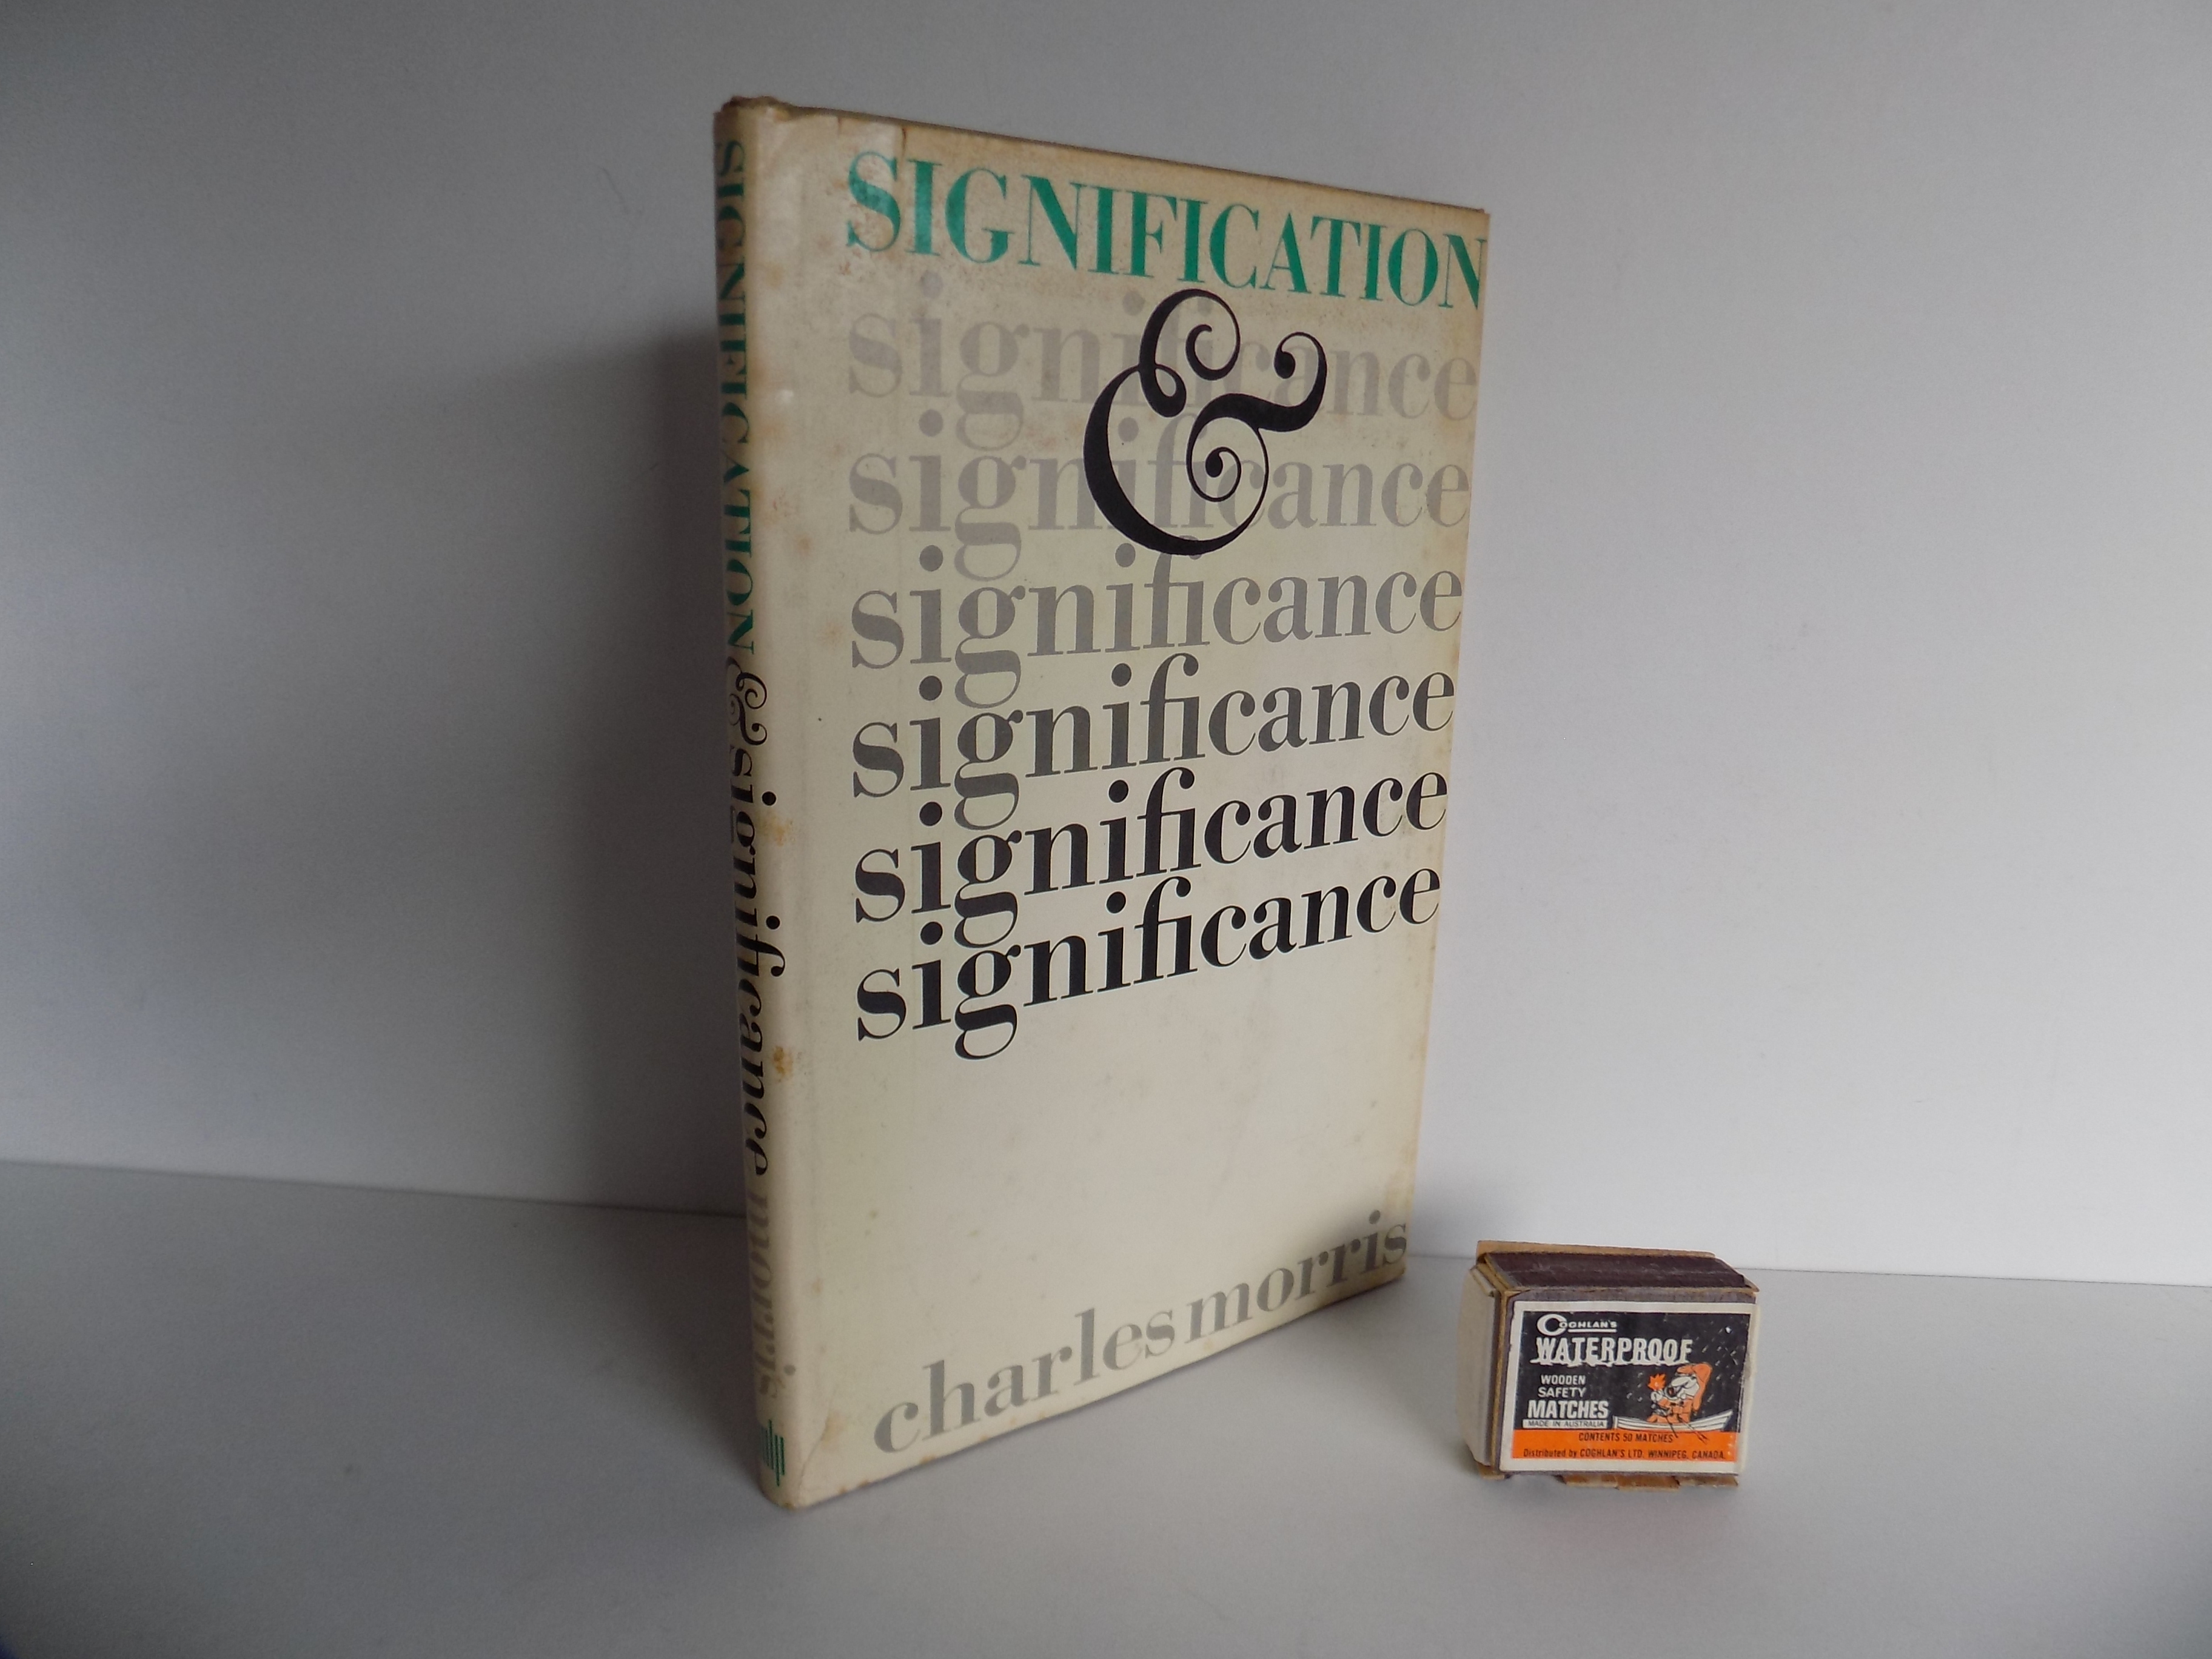 SIGNIFICATION
&
significance
significance
significance
significance
significance
significance
charles morris
SIGNIFICATION & significance morris
COGHLAN'S
WATERPROOF
WOODEN
SAFETY
MATCHES
MADE IN AUSTRALIA
CONTENTS 50 MATCHES
Distributed by COGHLAN'S LTD. WINNIPEG, CANADA